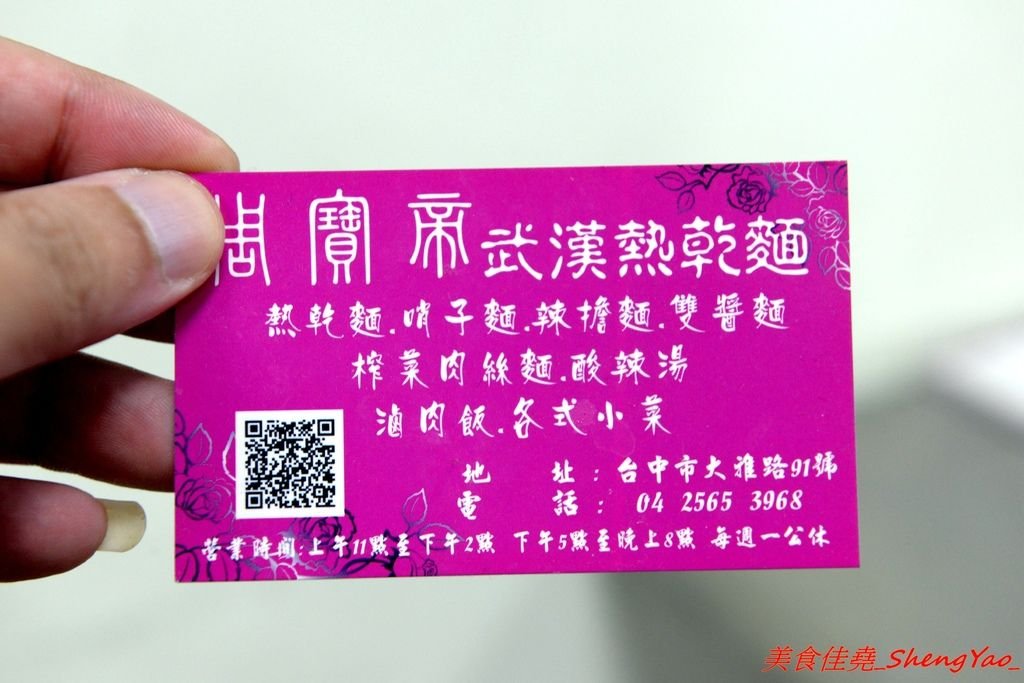 周寶帝武漢熱乾麵
熱乾麵.哨子麵.辣擔麵.雙醬麵
榨菜肉絲麵.酸辣湯
滷肉飯.各式小菜
地 址：台中市大雅路91號
電 話：04 2565 3968
營業時間:上午11點至下午2點 下午5點至晚上8點 每週一公休
美食佳堯_ShengYao_